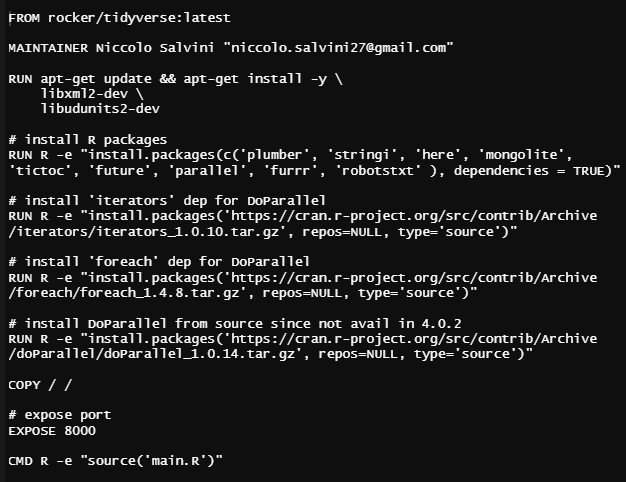 FROM rocker/tidyverse:latest
MAINTAINER Niccolo Salvini "niccolo.salvini27@gmail.com"
RUN apt-get update && apt-get install -y \
    libxml2-dev \
    libudunits2-dev
# install R packages
RUN R -e "install.packages(c('plumber', 'stringi', 'here', 'mongolite',
'tictoc', 'future', 'parallel', 'furrr', 'robotstxt' ), dependencies = TRUE)"
# install 'iterators' dep for DoParallel
RUN R -e "install.packages('https://cran.r-project.org/src/contrib/Archive
/iterators/iterators_1.0.10.tar.gz', repos=NULL, type='source')"
# install 'foreach' dep for DoParallel
RUN R -e "install.packages('https://cran.r-project.org/src/contrib/Archive
/foreach/foreach_1.4.8.tar.gz', repos=NULL, type='source')"
# install DoParallel from source since not avail in 4.0.2
RUN R -e "install.packages('https://cran.r-project.org/src/contrib/Archive
/doParallel/doParallel_1.0.14.tar.gz', repos=NULL, type='source')"
COPY / /
# expose port
EXPOSE 8000
CMD R -e "source('main.R')"